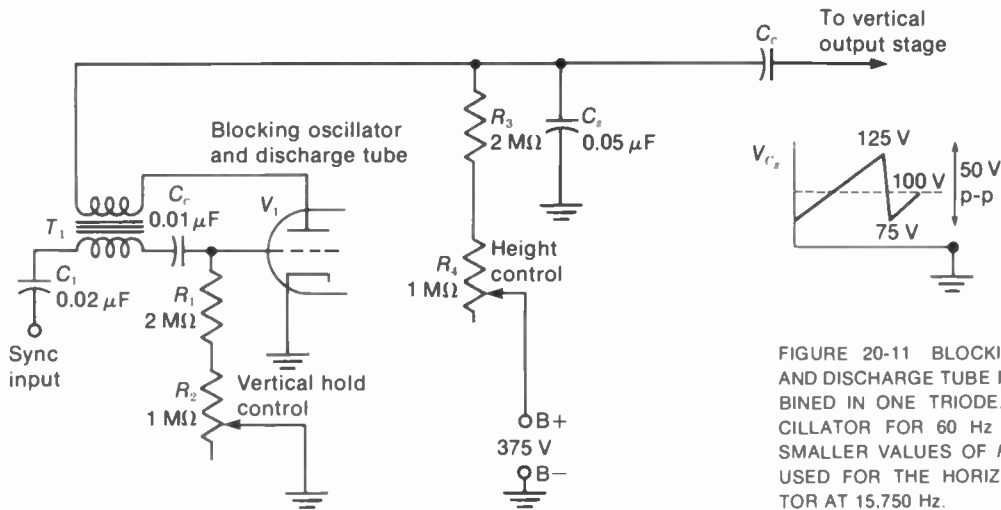 To vertical
output stage
C_c
R_3
2 MΩ
C_s
0.05 μF
Blocking oscillator
and discharge tube
V_1
C_c
0.01 μF
T_1
C_1
0.02 μF
Sync
input
R_1
2 MΩ
R_2
1 MΩ
Vertical hold
control
Height
control
R_4
1 MΩ
B+
375 V
B−
V_{C_s}
125 V
100 V
75 V
50 V
p-p
FIGURE 20-11 BLOCKI
AND DISCHARGE TUBE
BINED IN ONE TRIODE.
CILLATOR FOR 60 Hz
SMALLER VALUES OF
USED FOR THE HORIZ
TOR AT 15,750 Hz.